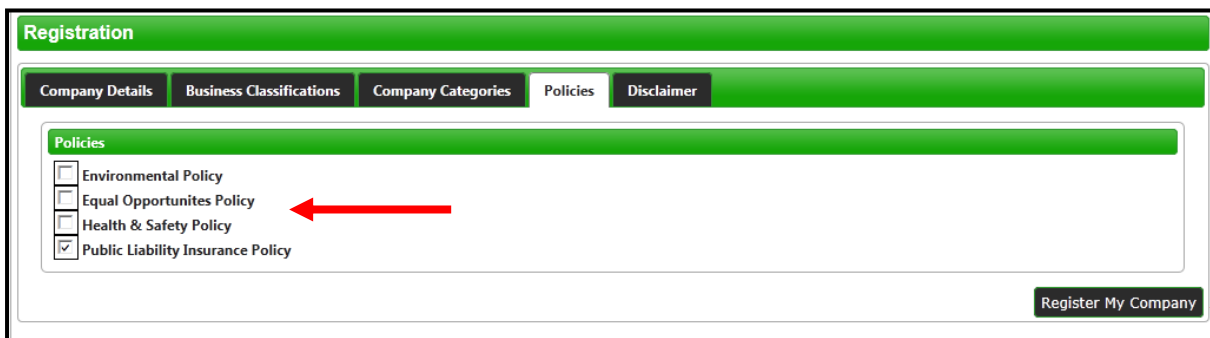 Registration
Company Details Business Classifications Company Categories Policies Disclaimer
Policies
Environmental Policy
Equal Opportunites Policy
Health & Safety Policy
Public Liability Insurance Policy
Register My Company